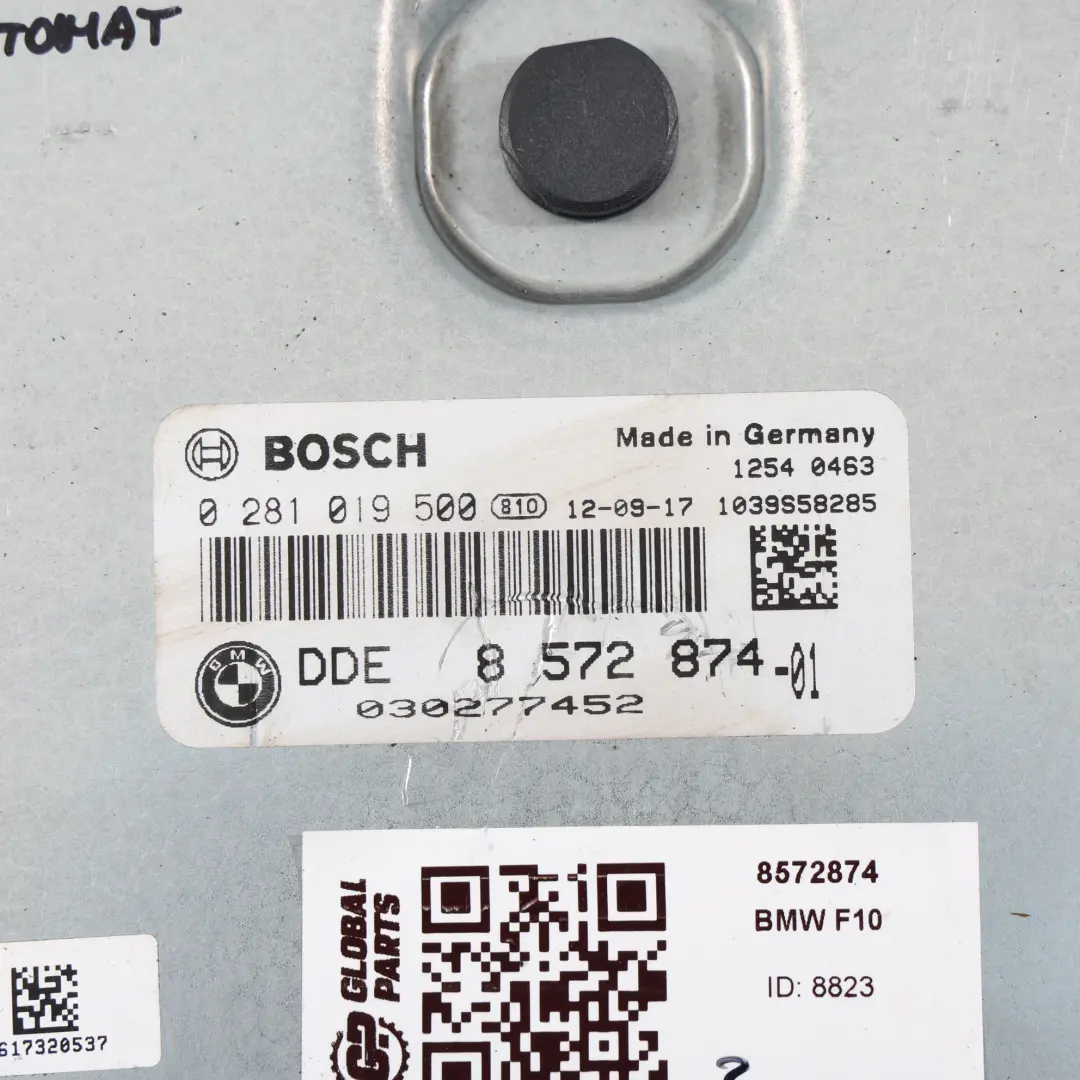 TOMAT
BOSCH
Made in Germany
1254 0463
0 281 019 500 810 12-09-17 1039S58285
BMW
DDE 8 572 874-01
030277452
GLOBAL
PARTS
8572874
BMW F10
ID: 8823
617320537
?